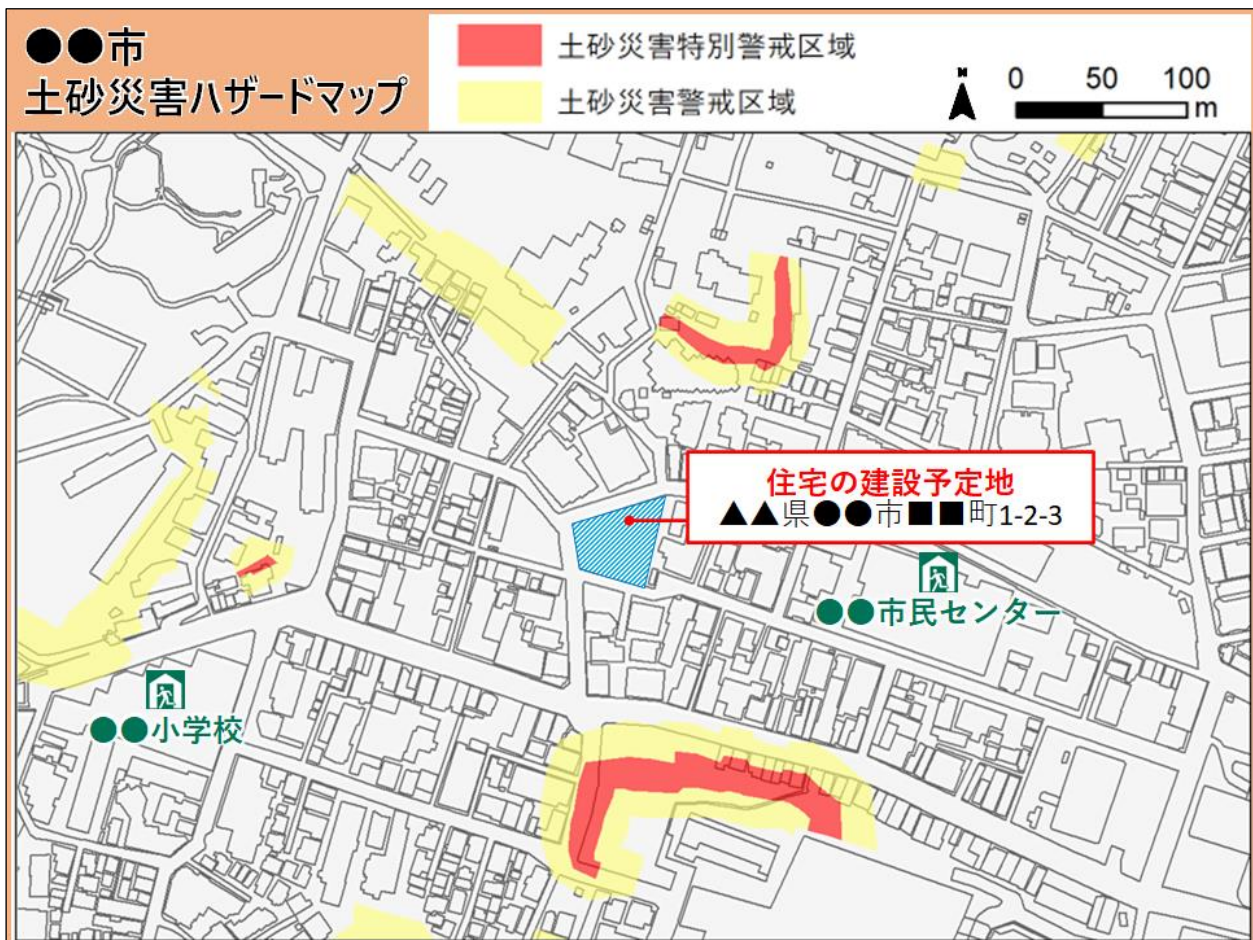 ●●市
土砂災害ハザードマップ
土砂災害特別警戒区域
土砂災害警戒区域
N
0 50 100
m
住宅の建設予定地
▲▲県●●市■■町1-2-3
●●市民センター
●●小学校